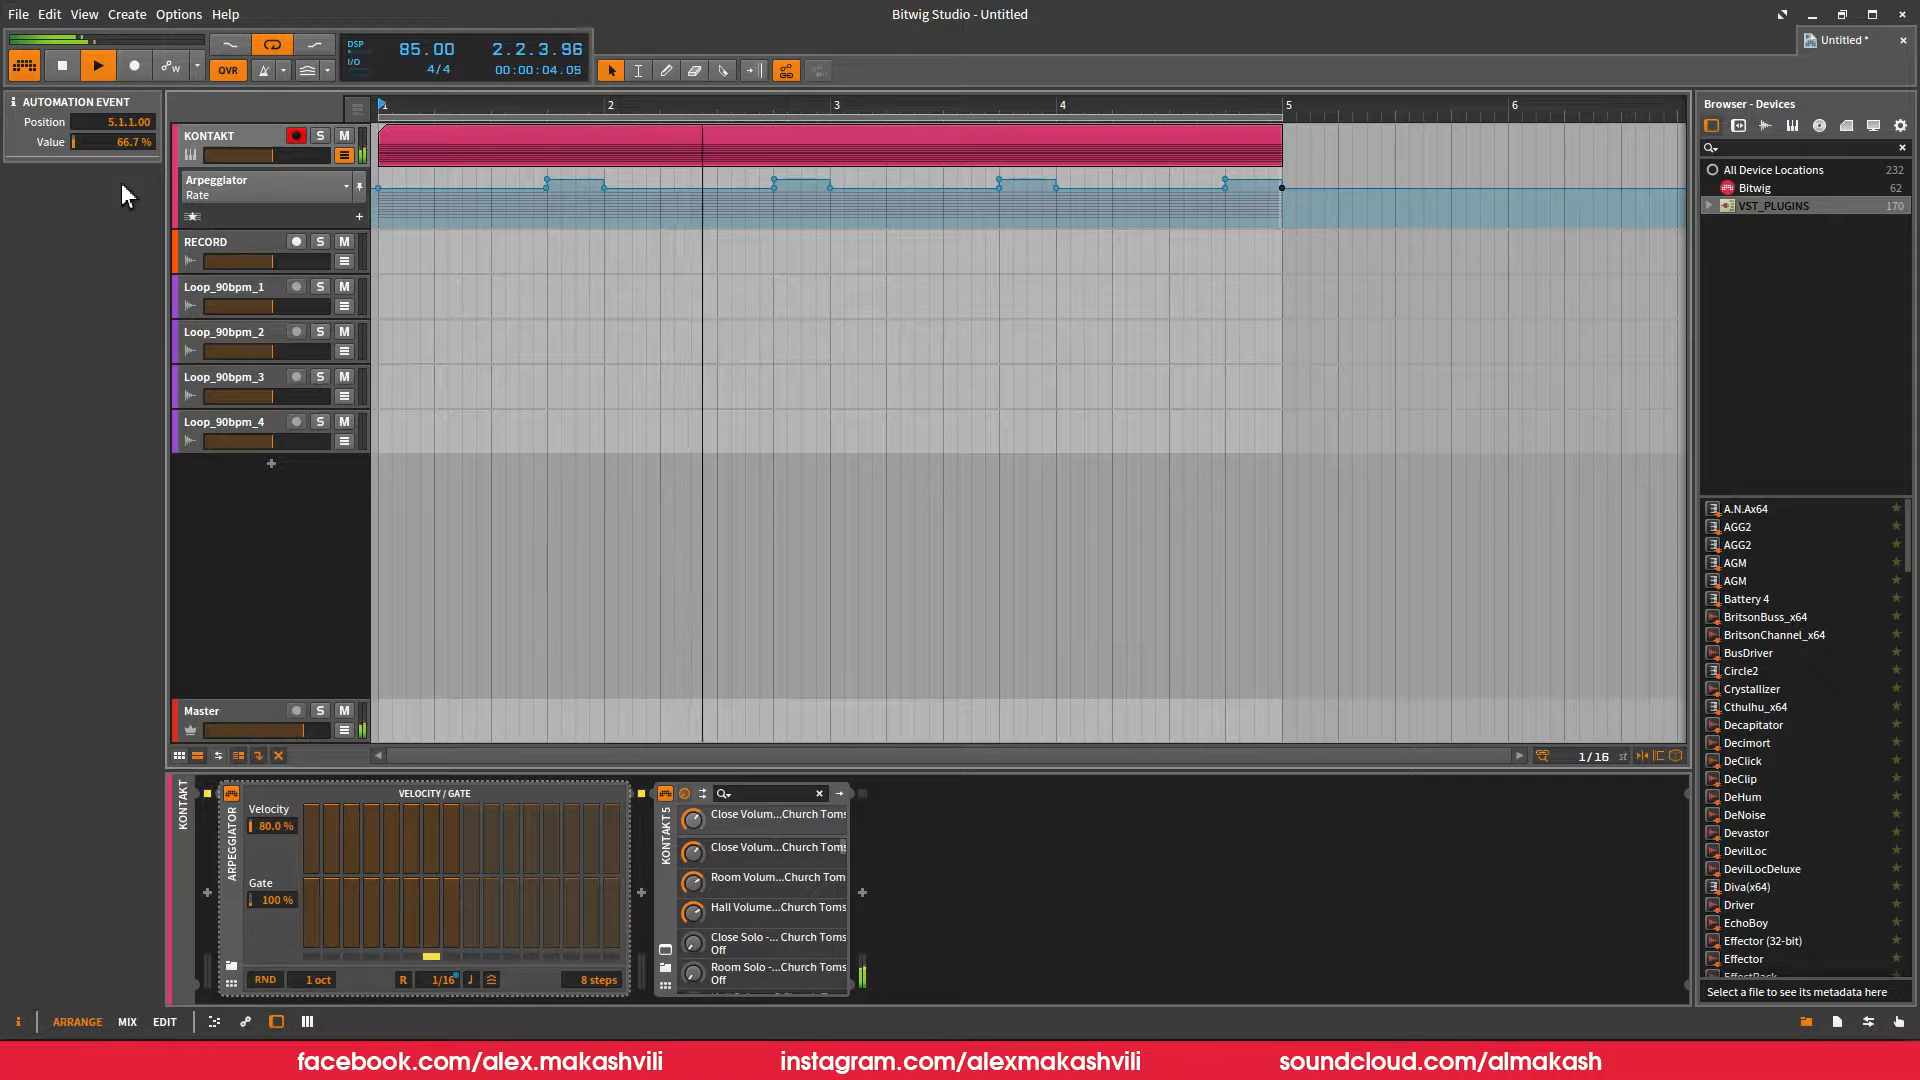 File Edit View Create Options Help
Bitwig Studio - Untitled
Untitled *
OVR
DSP
I/O
85.00
4/4
2.2.3.96
00:00:04.05
AUTOMATION EVENT
Position 5.1.1.00
Value 66.7 %
1 2 3 4 5 6
KONTAKT S M
Arpeggiator
Rate
RECORD S M
Loop_90bpm_1 S M
Loop_90bpm_2 S M
Loop_90bpm_3 S M
Loop_90bpm_4 S M
Master S M
1/16 st
Browser - Devices
All Device Locations 232
Bitwig 62
VST_PLUGINS 170
A.N.Ax64
AGG2
AGG2
AGM
AGM
Battery 4
BritsonBuss_x64
BritsonChannel_x64
BusDriver
Circle2
Crystallizer
Cthulhu_x64
Decapitator
Decimort
DeClick
DeClip
DeHum
DeNoise
Devastor
DevilLoc
DevilLocDeluxe
Diva(x64)
Driver
EchoBoy
Effector (32-bit)
Effector
EffectRack
Select a file to see its metadata here
KONTAKT
ARPEGGIATOR
VELOCITY / GATE
Velocity
80.0 %
Gate
100 %
RND 1 oct R 1/16 8 steps
KONTAKT 5
Close Volum...Church Toms
Close Volum...Church Toms
Room Volum...Church Tom
Hall Volume...Church Toms
Close Solo -... Church Toms
Off
Room Solo -...Church Toms
Off
i ARRANGE MIX EDIT
facebook.com/alex.makashvili
instagram.com/alexmakashvili
soundcloud.com/almakash